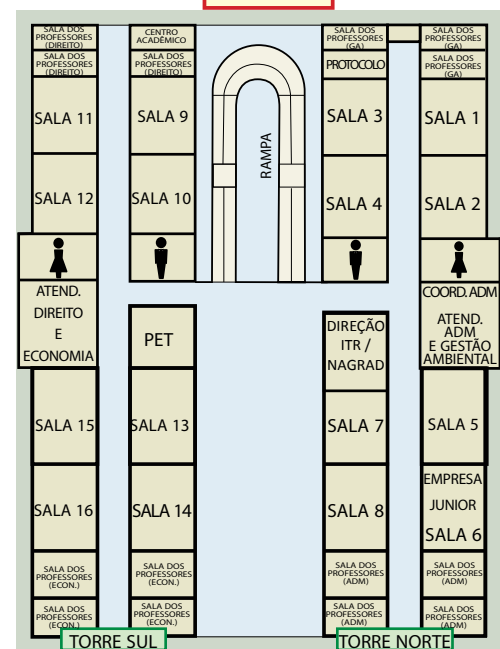 SALA DOS
PROFESSORES
(DIREITO)
SALA DOS
PROFESSORES
(DIREITO)
SALA 11
SALA 12
ATEND.
DIREITO
E
ECONOMIA
SALA 15
SALA 16
SALA DOS
PROFESSORES
(ECON.)
SALA DOS
PROFESSORES
(ECON.)
CENTRO
ACADÊMICO
SALA DOS
PROFESSORES
(DIREITO)
SALA 9
SALA 10
PET
SALA 13
SALA 14
SALA DOS
PROFESSORES
(ECON.)
SALA DOS
PROFESSORES
(ECON.)
TORRE SUL
RAMPA
SALA DOS
PROFESSORES
(GA)
PROTOCOLO
SALA 3
SALA 4
DIREÇÃO
ITR /
NAGRAD
SALA 7
SALA 8
SALA DOS
PROFESSORES
(ADM)
SALA DOS
PROFESSORES
(ADM)
SALA DOS
PROFESSORES
(GA)
SALA DOS
PROFESSORES
(GA)
SALA 1
SALA 2
COORD. ADM
ATEND.
ADM
E GESTÃO
AMBIENTAL
SALA 5
EMPRESA
JUNIOR
SALA 6
SALA DOS
PROFESSORES
(ADM)
SALA DOS
PROFESSORES
(ADM)
TORRE NORTE